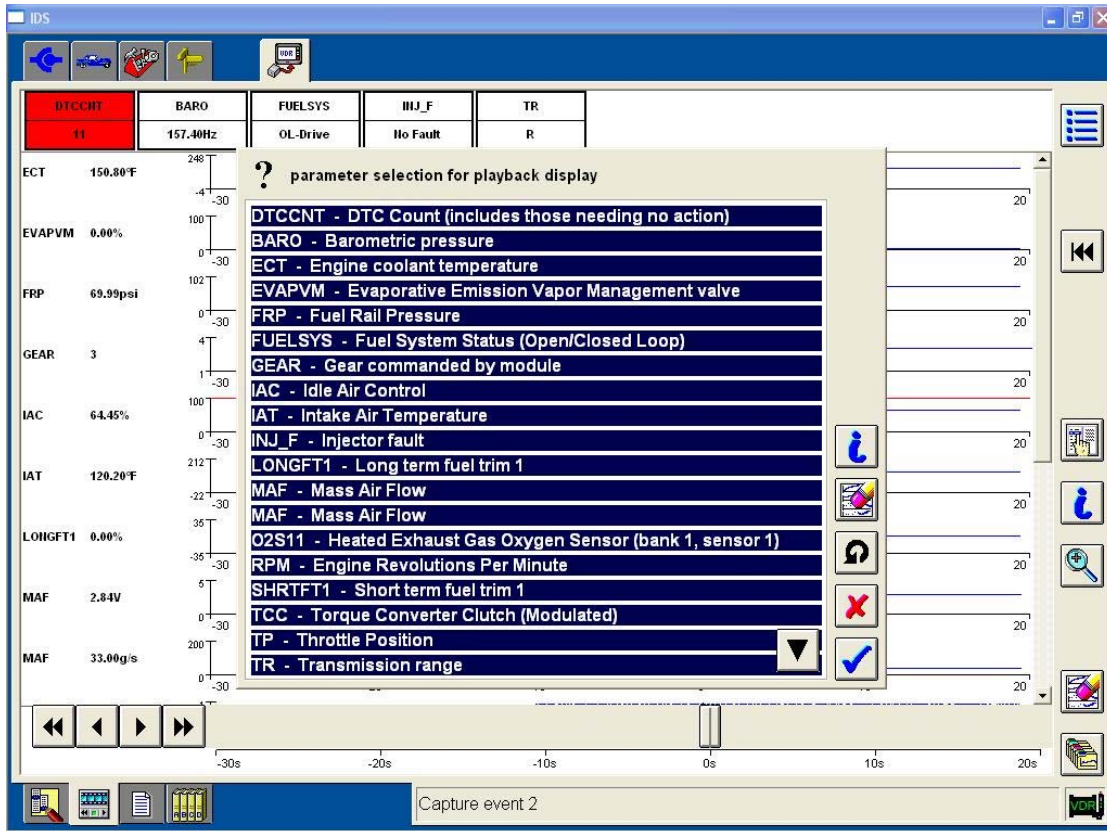 IDS
VDR
DTCCNT BARO FUELSYS INJ_F TR
11 157.40Hz OL-Drive No Fault R
? parameter selection for playback display
DTCCNT - DTC Count (includes those needing no action)
BARO - Barometric pressure
ECT - Engine coolant temperature
EVAPVM - Evaporative Emission Vapor Management valve
FRP - Fuel Rail Pressure
FUELSYS - Fuel System Status (Open/Closed Loop)
GEAR - Gear commanded by module
IAC - Idle Air Control
IAT - Intake Air Temperature
INJ_F - Injector fault
LONGFT1 - Long term fuel trim 1
MAF - Mass Air Flow
MAF - Mass Air Flow
O2S11 - Heated Exhaust Gas Oxygen Sensor (bank 1, sensor 1)
RPM - Engine Revolutions Per Minute
SHRTFT1 - Short term fuel trim 1
TCC - Torque Converter Clutch (Modulated)
TP - Throttle Position
TR - Transmission range
ECT 150.80°F 248 -4 -30 20
EVAPVM 0.00% 100 0 -30 20
FRP 69.99psi 102 0 -30 20
GEAR 3 4 1 -30 20
IAC 64.45% 100 0 -30 20
IAT 120.20°F 212 -22 -30 20
LONGFT1 0.00% 35 -35 -30 20
MAF 2.84V 5 0 -30 20
MAF 33.00g/s 200 0 -30 20
-30s -20s -10s 0s 10s 20s
ABCD
Capture event 2
VDR